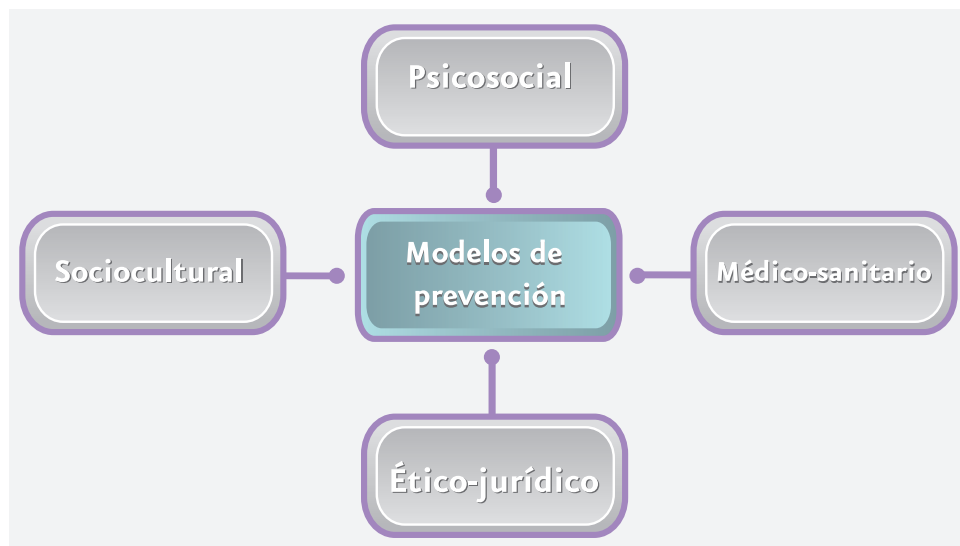 Psicosocial
Sociocultural
Modelos de
prevención
Médico-sanitario
Ético-jurídico